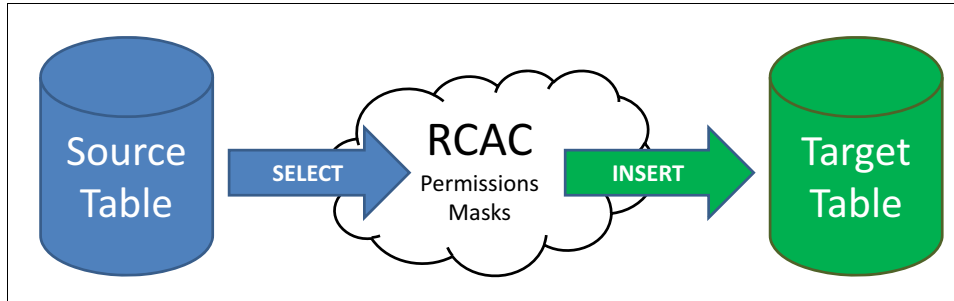 Source
Table
SELECT
RCAC
Permissions
Masks
INSERT
Target
Table